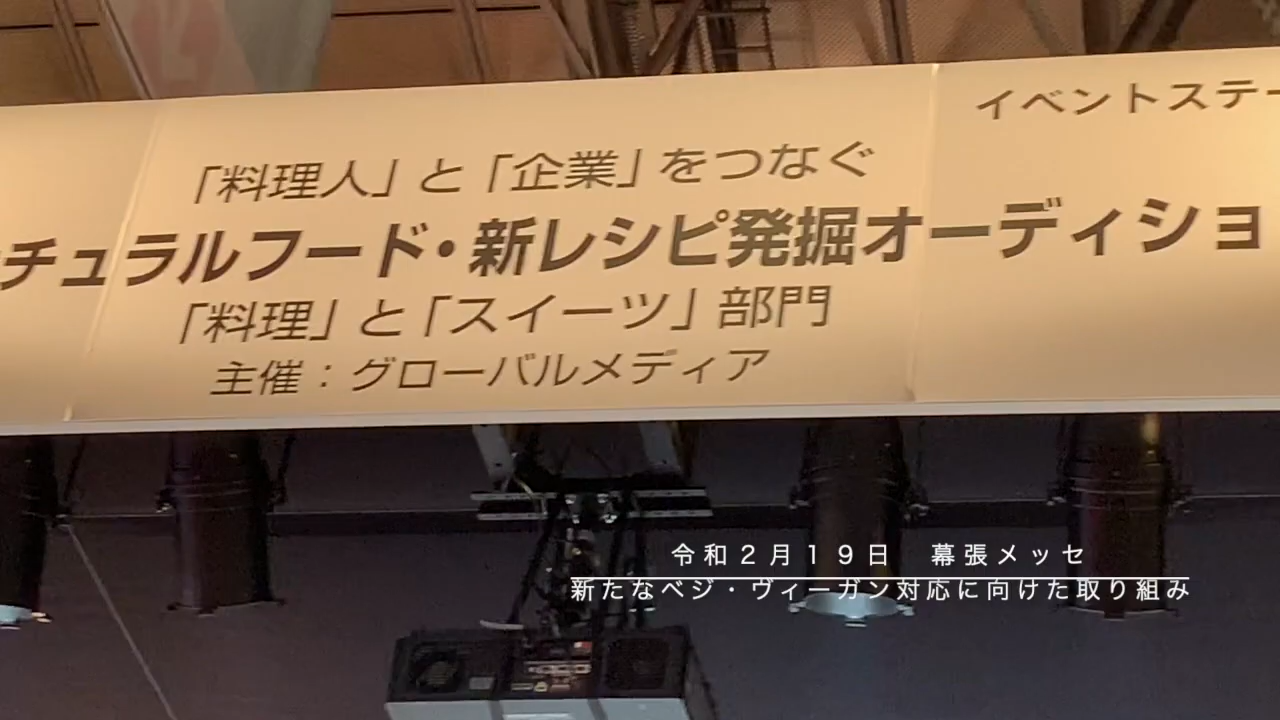 イベントステー
「料理人」と「企業」をつなぐ
チュラルフード・新レシピ発掘オーディショ
「料理」と「スイーツ」部門
主催：グローバルメディア
令和２月１９日　幕張メッセ
新たなベジ・ヴィーガン対応に向けた取り組み